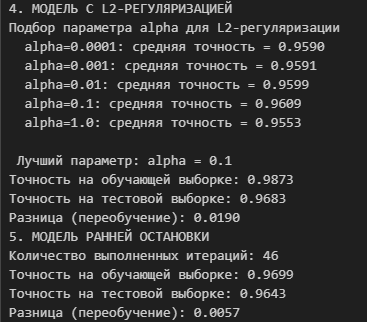 4. МОДЕЛЬ С L2-РЕГУЛЯРИЗАЦИЕЙ
Подбор параметра alpha для L2-регуляризации
alpha=0.0001: средняя точность = 0.9590
alpha=0.001: средняя точность = 0.9591
alpha=0.01: средняя точность = 0.9599
alpha=0.1: средняя точность = 0.9609
alpha=1.0: средняя точность = 0.9553
Лучший параметр: alpha = 0.1
Точность на обучающей выборке: 0.9873
Точность на тестовой выборке: 0.9683
Разница (переобучение): 0.0190
5. МОДЕЛЬ РАННЕЙ ОСТАНОВКИ
Количество выполненных итераций: 46
Точность на обучающей выборке: 0.9699
Точность на тестовой выборке: 0.9643
Разница (переобучение): 0.0057